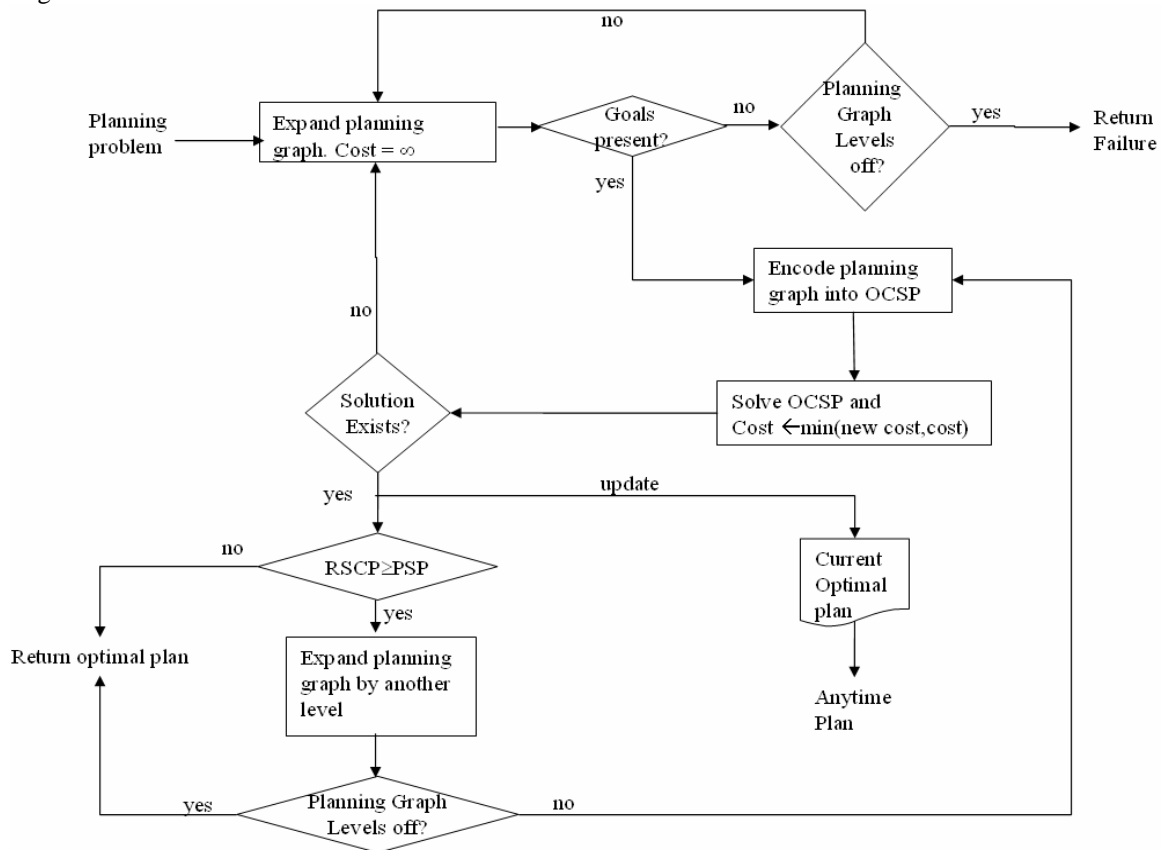 no
Planning
problem
Expand planning
graph. Cost = ∞
Goals
present?
no
Planning
Graph
Levels
off?
yes
Return
Failure
yes
Encode planning
graph into OCSP
no
Solution
Exists?
Solve OCSP and
Cost ←min(new cost,cost)
yes
update
no
RSCP≥PSP
Current
Optimal
plan
yes
Return optimal plan
Expand planning
graph by another
level
Anytime
Plan
yes
Planning Graph
Levels off?
no